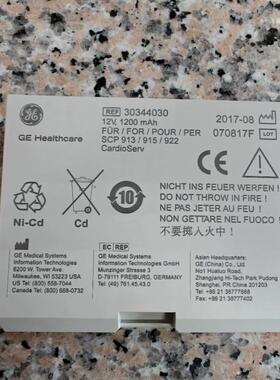 GE
GE Healthcare
REF 30344030
12V, 1200 mAh
FÜR / FOR / POUR / PER
SCP 913 / 915 / 922
CardioServ
2017-08
070817F LOT
Ni-Cd
Cd
10
NICHT INS FEUER WERFEN!
DO NOT THROW IN FIRE!
NE PAS JETER AU FEU!
NON GETTARE NEL FUOCO!
不要掷入火中!
GE Medical Systems
Information Technologies
8200 W. Tower Ave.
Milwaukee, WI 53223 USA
US Tel: (800) 558-7044
Canada Tel: (800) 668-0732
EC REP
GE Medical Systems
Information Technologies GmbH
Munzinger Strasse 3
D-79111 FREIBURG, GERMANY
Tel: (49) 761.45.43.0
Asian Headquarter:
GE (China) Co., Ltd.
No1 Huatuo Road,
Zhangjiang Hi-Tech Park Pudong
Shanghai, P.R.China 201203
Tel: +86 21 38777888
Fax: +86 21 38777402